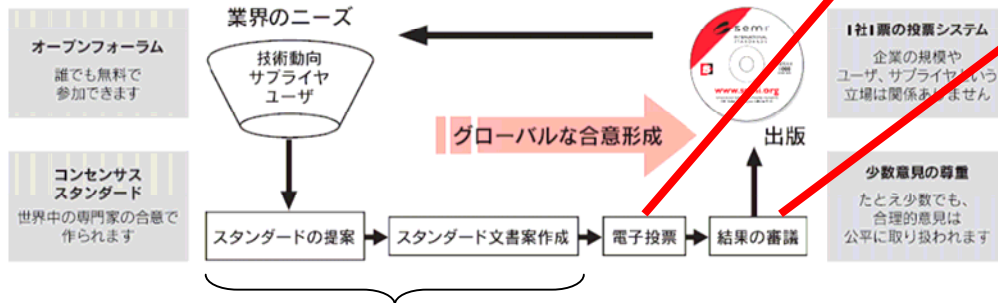 業界のニーズ
オープンフォーラム
誰でも無料で
参加できます
技術動向
サプライヤ
ユーザ
semi
INTERNATIONAL
STANDARDS
www.semi.org
1社1票の投票システム
企業の規模や
ユーザ、サプライヤという
立場は関係ありません
グローバルな合意形成
出版
コンセンサス
スタンダード
世界中の専門家の合意で
作られます
少数意見の尊重
たとえ少数でも、
合理的意見は
公平に取り扱われます
スタンダードの提案
スタンダード文書案作成
電子投票
結果の審議